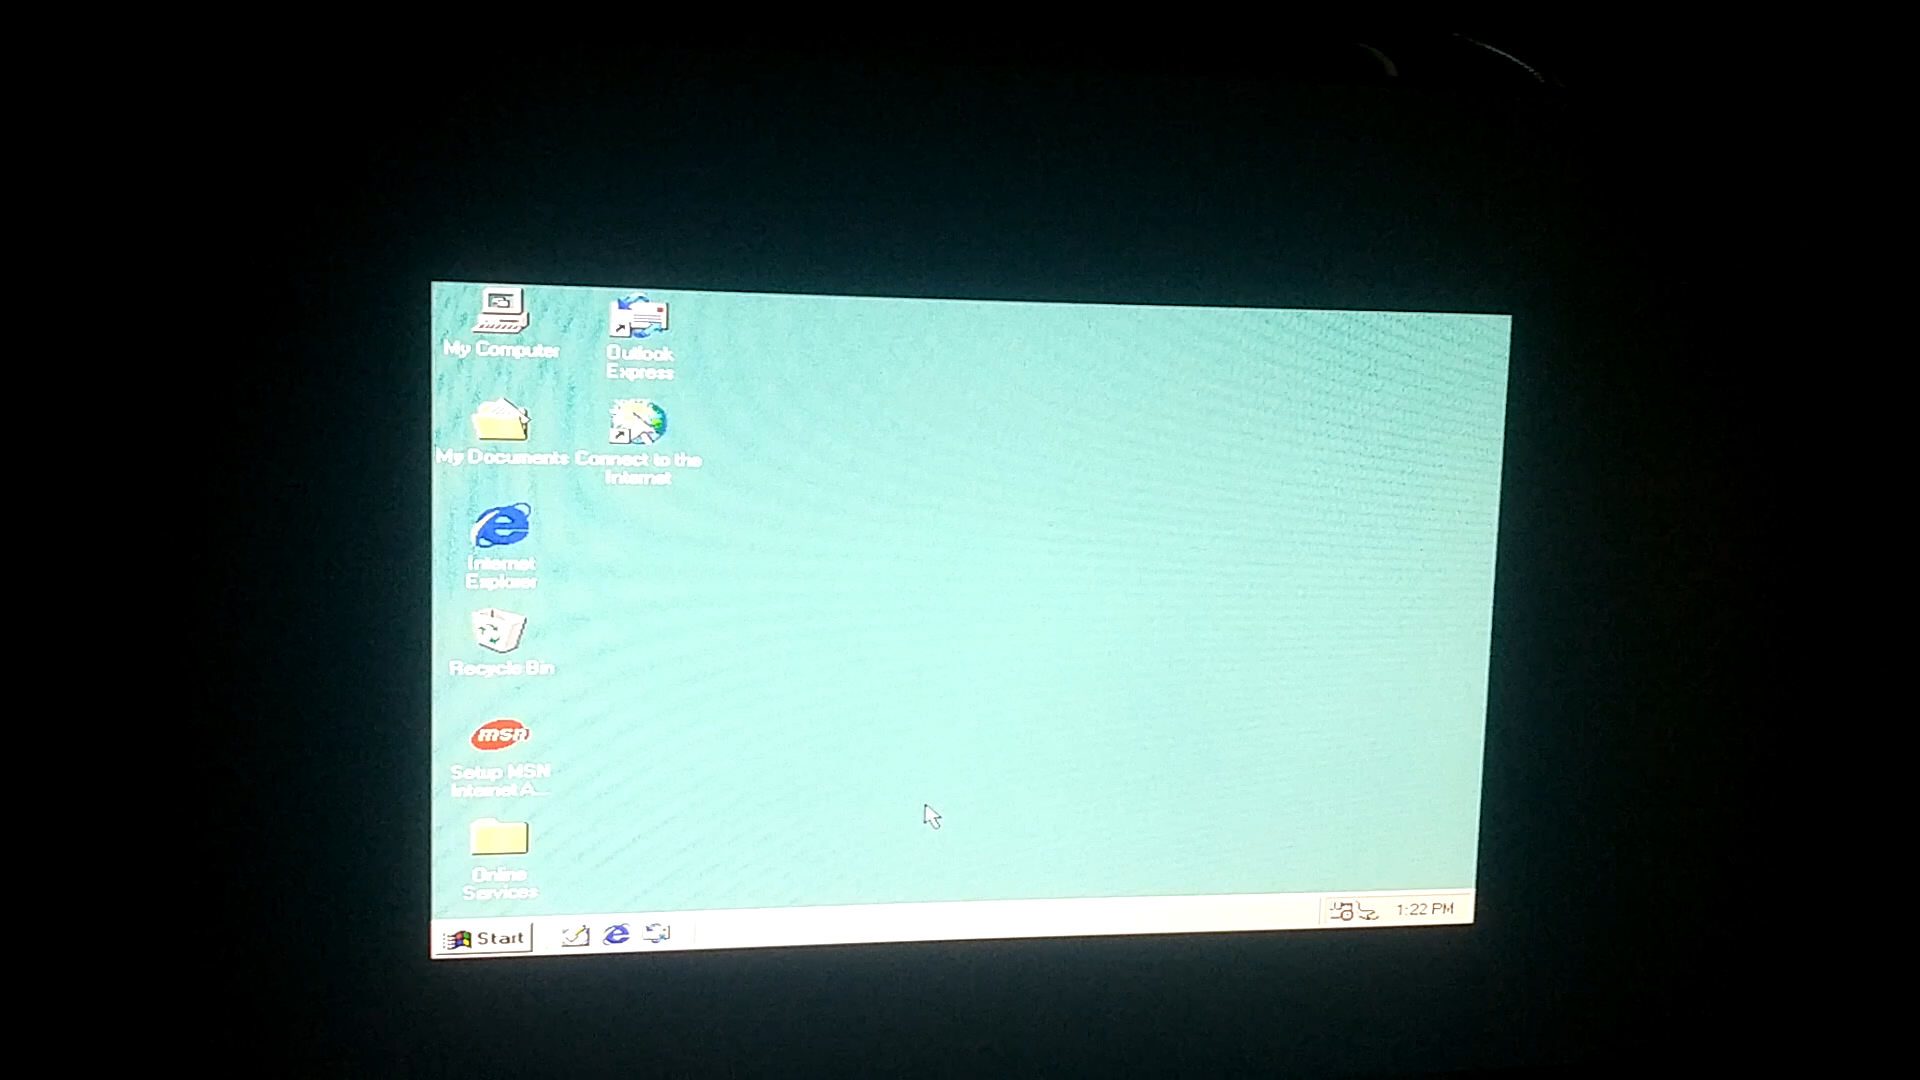 My Computer
Outlook
Express
My Documents
Connect to the
Internet
Internet
Explorer
Recycle Bin
msn
Setup MSN
Internet A...
Online
Services
Start
1:22 PM